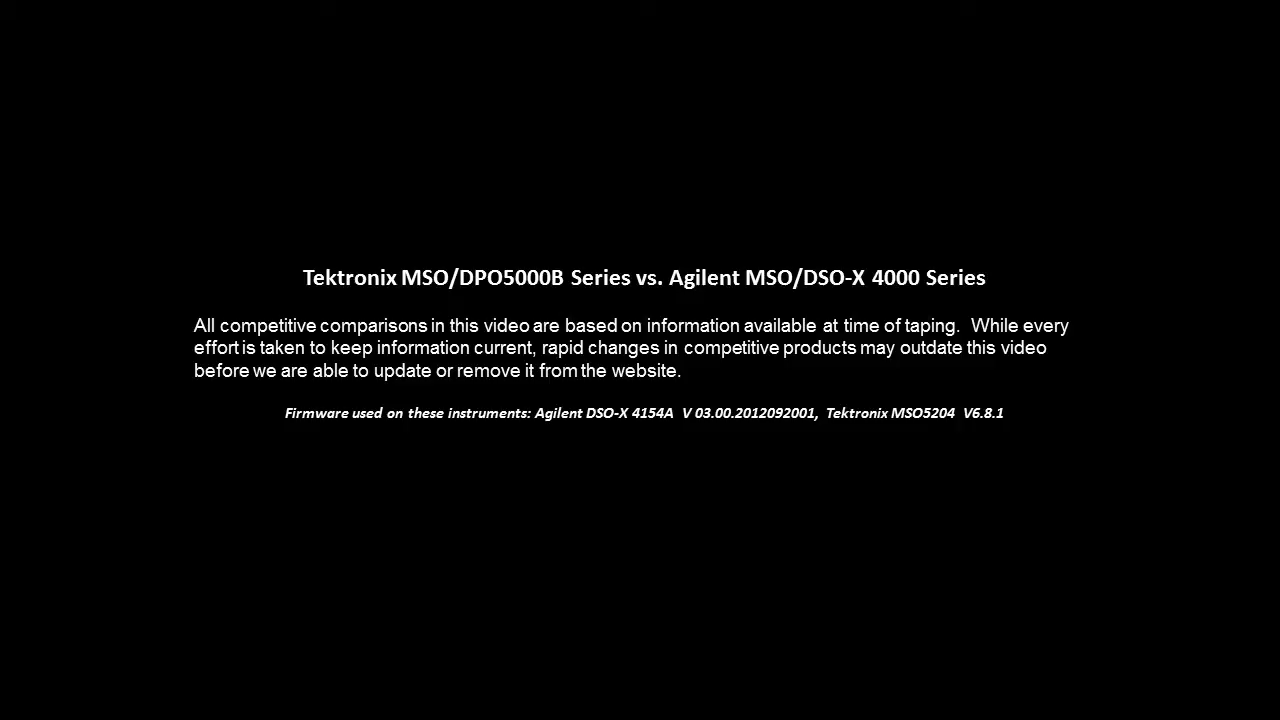 Tektronix MSO/DPO5000B Series vs. Agilent MSO/DSO-X 4000 Series
All competitive comparisons in this video are based on information available at time of taping. While every
effort is taken to keep information current, rapid changes in competitive products may outdate this video
before we are able to update or remove it from the website.
Firmware used on these instruments: Agilent DSO-X 4154A V 03.00.2012092001, Tektronix MSO5204 V6.8.1